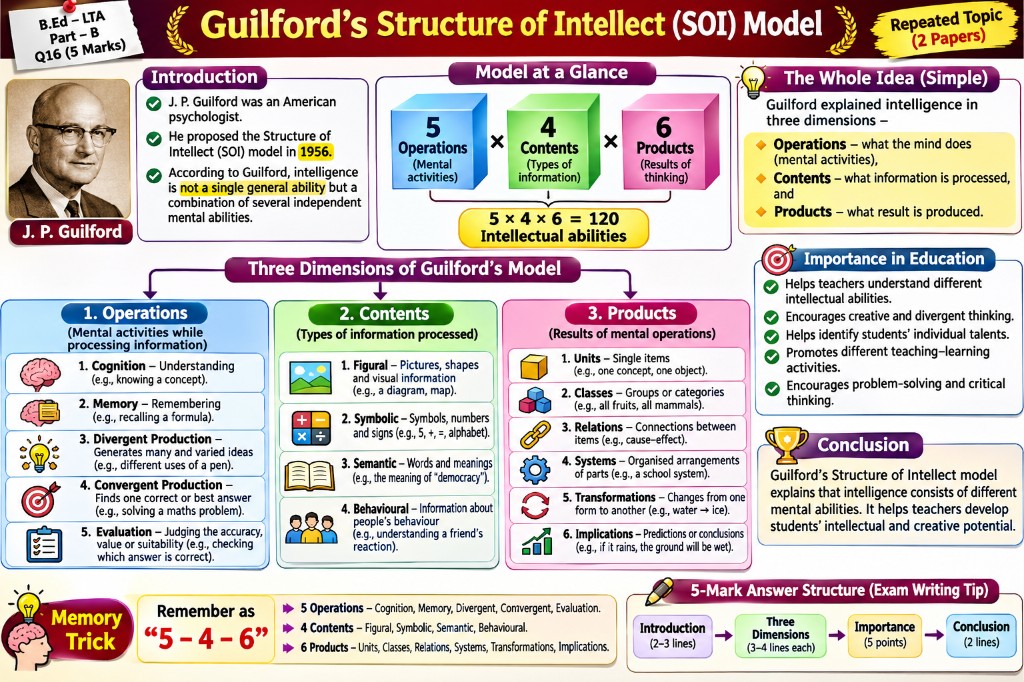 B.Ed – LTA
Part – B
Q16 (5 Marks)
Guilford's Structure of Intellect (SOI) Model
Repeated Topic
(2 Papers)
J. P. Guilford
Introduction
J. P. Guilford was an American
psychologist.
He proposed the Structure of
Intellect (SOI) model in 1956.
According to Guilford, intelligence
is not a single general ability but a
combination of several independent
mental abilities.
Model at a Glance
5
Operations
(Mental
activities)
×
4
Contents
(Types of
information)
×
6
Products
(Results of
thinking)
5 × 4 × 6 = 120
Intellectual abilities
The Whole Idea (Simple)
Guilford explained intelligence in
three dimensions –
Operations – what the mind does
(mental activities),
Contents – what information is processed,
and
Products – what result is produced.
Three Dimensions of Guilford's Model
1. Operations
(Mental activities while
processing information)
1. Cognition – Understanding
(e.g., knowing a concept).
2. Memory – Remembering
(e.g., recalling a formula).
3. Divergent Production –
Generates many and varied ideas
(e.g., different uses of a pen).
4. Convergent Production –
Finds one correct or best answer
(e.g., solving a maths problem).
5. Evaluation – Judging the accuracy,
value or suitability (e.g., checking
which answer is correct).
2. Contents
(Types of information processed)
1. Figural – Pictures, shapes
and visual information
(e.g., a diagram, map).
2. Symbolic – Symbols, numbers
and signs (e.g., 5, +, =, alphabet).
3. Semantic – Words and meanings
(e.g., the meaning of "democracy").
4. Behavioural – Information about
people's behaviour
(e.g., understanding a friend's
reaction).
3. Products
(Results of mental operations)
1. Units – Single items
(e.g., one concept, one object).
2. Classes – Groups or categories
(e.g., all fruits, all mammals).
3. Relations – Connections between
items (e.g., cause–effect).
4. Systems – Organised arrangements
of parts (e.g., a school system).
5. Transformations – Changes from one
form to another (e.g., water → ice).
6. Implications – Predictions or conclusions
(e.g., if it rains, the ground will be wet).
Importance in Education
Helps teachers understand different
intellectual abilities.
Encourages creative and divergent thinking.
Helps identify students' individual talents.
Promotes different teaching–learning
activities.
Encourages problem-solving and critical
thinking.
Conclusion
Guilford's Structure of Intellect model
explains that intelligence consists of different
mental abilities. It helps teachers develop
students' intellectual and creative potential.
Memory
Trick
Remember as
"5 – 4 – 6"
5 Operations – Cognition, Memory, Divergent, Comvergent, Evaluation.
4 Contents – Figural, Symbolic, Semantic, Behavioural.
6 Products – Units, Classes, Relations, Systems, Transformations, Implications.
5-Mark Answer Structure (Exam Writing Tip)
Introduction
(2–3 lines)
Three
Dimensions
(3–4 lines each)
Importance
(5 points)
Conclusion
(2 lines)